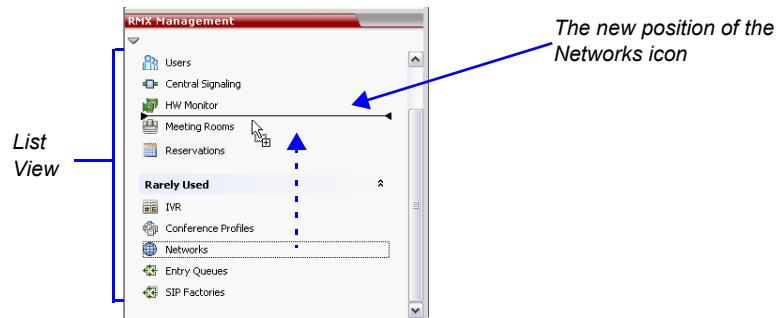 RMX Management
The new position of the
Networks icon
Users
Central Signaling
HW Monitor
Meeting Rooms
Reservations
List
View
Rarely Used
IVR
Conference Profiles
Networks
Entry Queues
SIP Factories